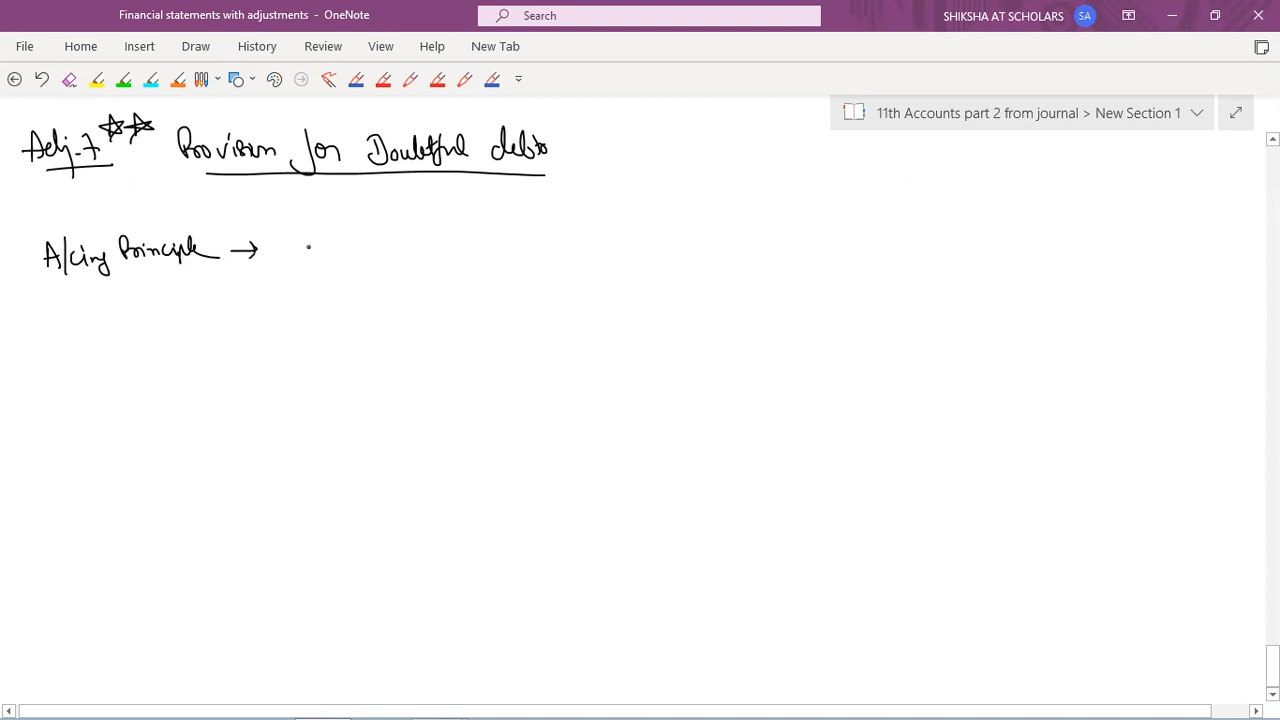 Financial statements with adjustments - OneNote
Search
SHIKSHA AT SCHOLARS SA
File Home Insert Draw History Review View Help New Tab
11th Accounts part 2 from journal > New Section 1
Adj-7 Provision for Doubtful debts
A/cing Principle →